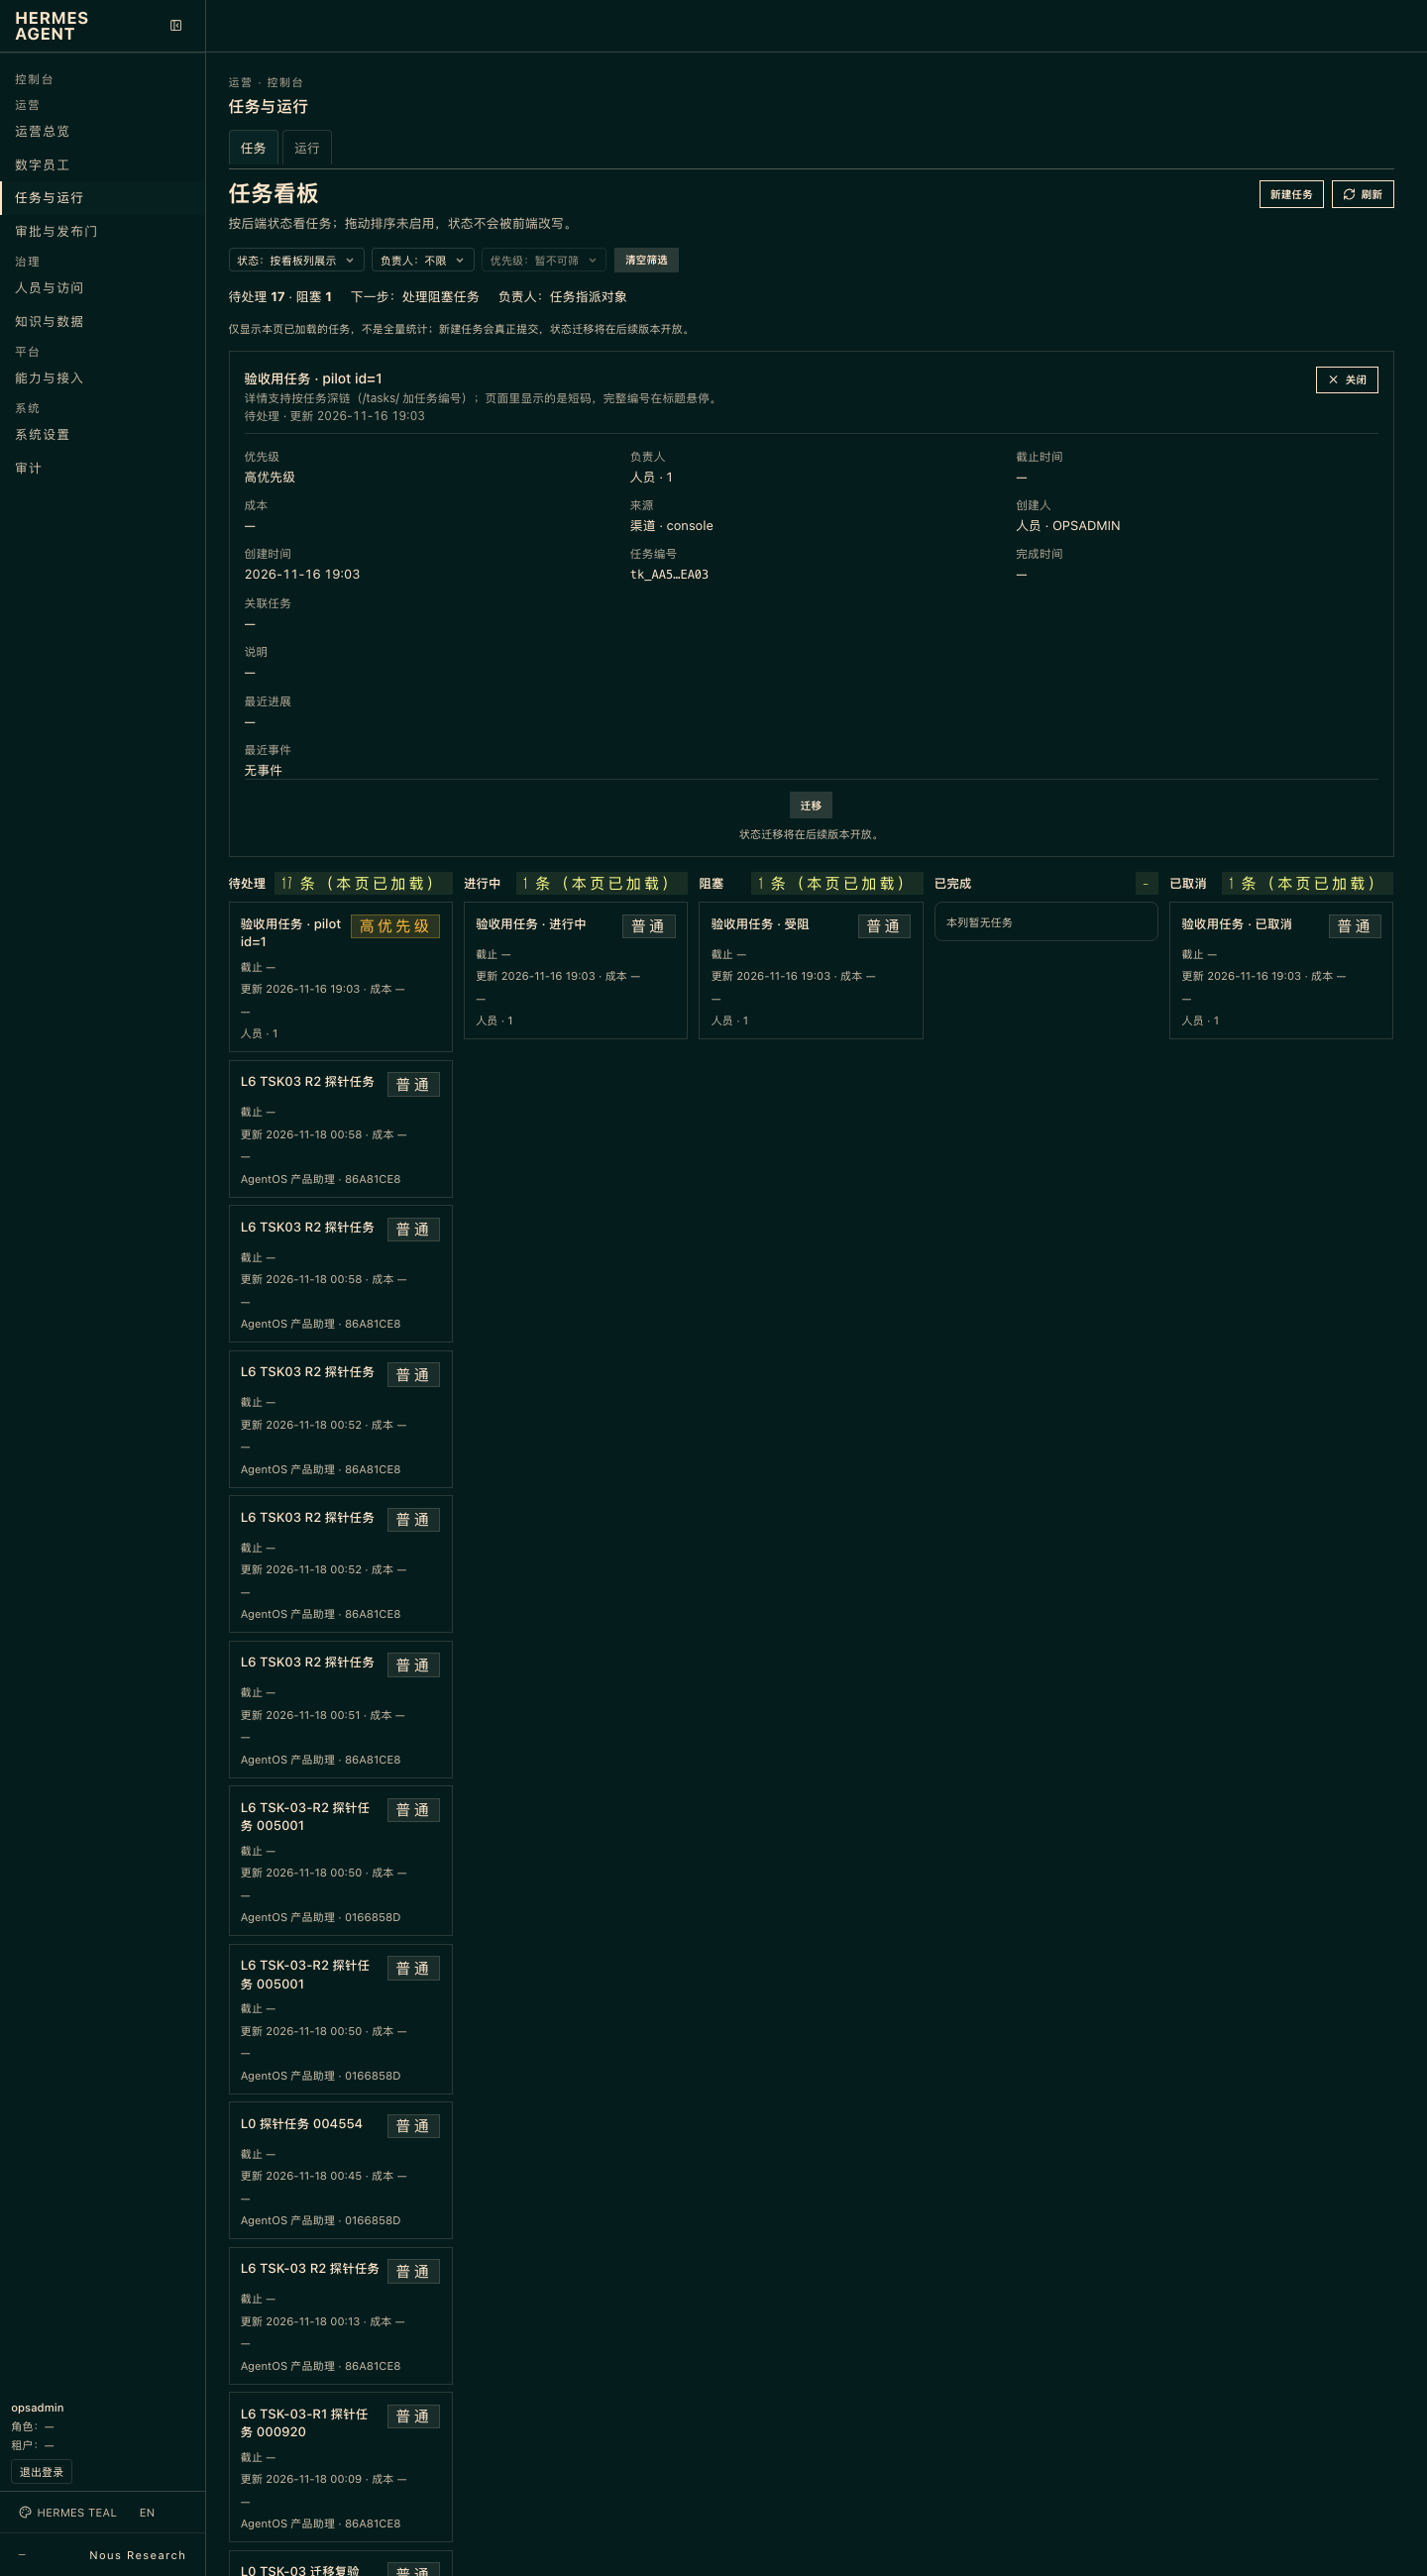 HERMES
AGENT
控制台
运营
运营总览
数字员工
任务与运行
审批与发布门
治理
人员与访问
知识与数据
平台
能力与接入
系统
系统设置
审计
opsadmin
角色：—
租户：—
退出登录
HERMES TEAL EN
— Nous Research
运营 · 控制台
任务与运行
任务 运行
任务看板
新建任务 刷新
按后端状态看任务；拖动排序未启用，状态不会被前端改写。
状态：按看板列展示 负责人：不限 优先级：暂不可筛 清空筛选
待处理 17 · 阻塞 1 下一步：处理阻塞任务 负责人：任务指派对象
仅显示本页已加载的任务，不是全量统计；新建任务会真正提交，状态迁移将在后续版本开放。
验收用任务 · pilot id=1
关闭
详情支持按任务深链（/tasks/ 加任务编号）；页面里显示的是短码，完整编号在标题悬停。
待处理 · 更新 2026-11-16 19:03
优先级 负责人 截止时间
高优先级 人员 · 1 —
成本 来源 创建人
— 渠道 · console 人员 · OPSADMIN
创建时间 任务编号 完成时间
2026-11-16 19:03 tk_AA5…EA03 —
关联任务
—
说明
—
最近进展
—
最近事件
无事件
迁移
状态迁移将在后续版本开放。
待处理 17 条（本页已加载）
验收用任务 · pilot id=1 高优先级
截止 —
更新 2026-11-16 19:03 · 成本 —
—
人员 · 1
L6 TSK03 R2 探针任务 普通
截止 —
更新 2026-11-18 00:58 · 成本 —
—
AgentOS 产品助理 · 86A81CE8
L6 TSK03 R2 探针任务 普通
截止 —
更新 2026-11-18 00:58 · 成本 —
—
AgentOS 产品助理 · 86A81CE8
L6 TSK03 R2 探针任务 普通
截止 —
更新 2026-11-18 00:52 · 成本 —
—
AgentOS 产品助理 · 86A81CE8
L6 TSK03 R2 探针任务 普通
截止 —
更新 2026-11-18 00:52 · 成本 —
—
AgentOS 产品助理 · 86A81CE8
L6 TSK03 R2 探针任务 普通
截止 —
更新 2026-11-18 00:51 · 成本 —
—
AgentOS 产品助理 · 86A81CE8
L6 TSK-03-R2 探针任务 005001 普通
截止 —
更新 2026-11-18 00:50 · 成本 —
—
AgentOS 产品助理 · 0166858D
L6 TSK-03-R2 探针任务 005001 普通
截止 —
更新 2026-11-18 00:50 · 成本 —
—
AgentOS 产品助理 · 0166858D
L0 探针任务 004554 普通
截止 —
更新 2026-11-18 00:45 · 成本 —
—
AgentOS 产品助理 · 0166858D
L6 TSK-03 R2 探针任务 普通
截止 —
更新 2026-11-18 00:13 · 成本 —
—
AgentOS 产品助理 · 86A81CE8
L6 TSK-03-R1 探针任务 000920 普通
截止 —
更新 2026-11-18 00:09 · 成本 —
—
AgentOS 产品助理 · 86A81CE8
L0 TSK-03 迁移复验 普通
进行中 1 条（本页已加载）
验收用任务 · 进行中 普通
截止 —
更新 2026-11-16 19:03 · 成本 —
—
人员 · 1
阻塞 1 条（本页已加载）
验收用任务 · 受阻 普通
截止 —
更新 2026-11-16 19:03 · 成本 —
—
人员 · 1
已完成 -
本列暂无任务
已取消 1 条（本页已加载）
验收用任务 · 已取消 普通
截止 —
更新 2026-11-16 19:03 · 成本 —
—
人员 · 1